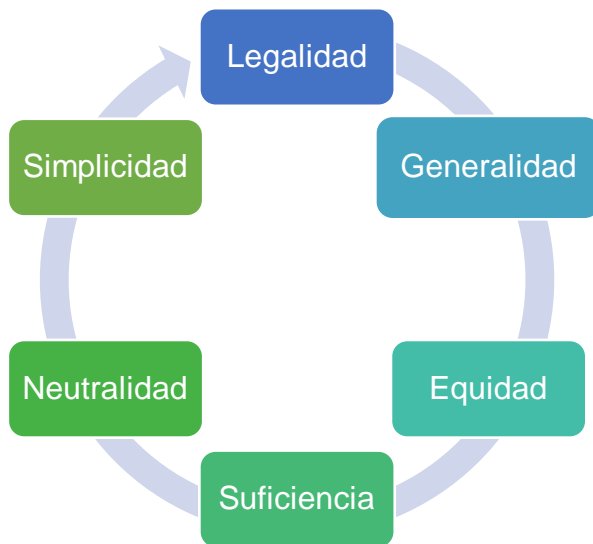 Legalidad
Generalidad
Equidad
Suficiencia
Neutralidad
Simplicidad